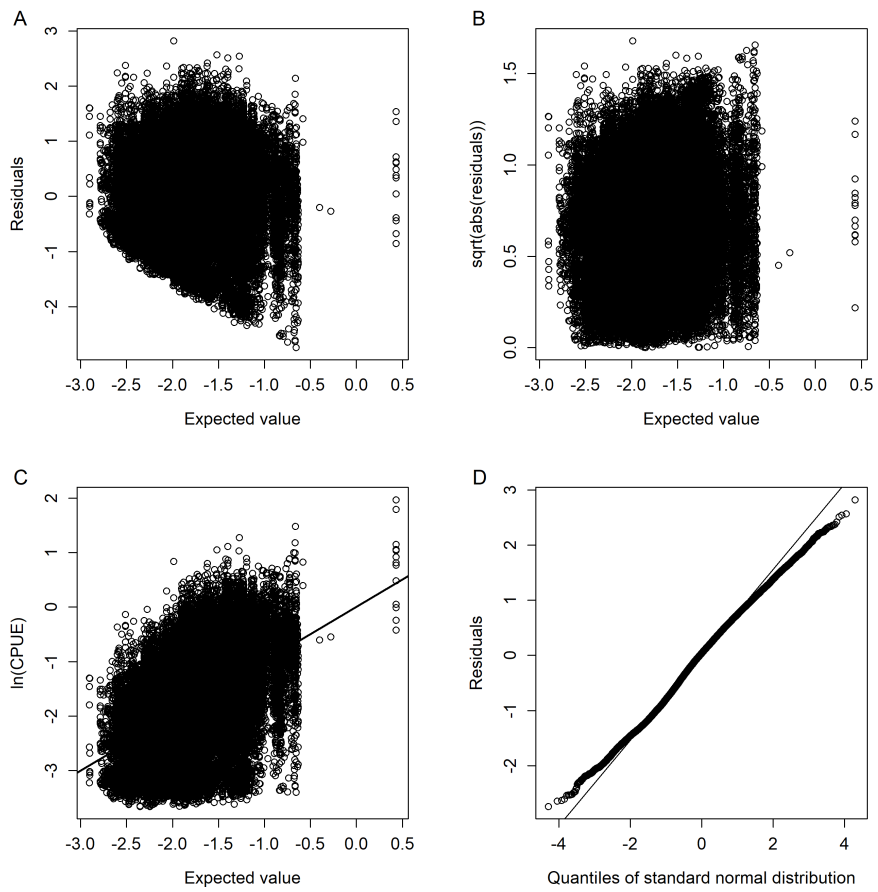 A
Residuals
3
2
1
0
-1
-2
-3.0 -2.5 -2.0 -1.5 -1.0 -0.5 0.0 0.5
Expected value
B
sqrt(abs(residuals))
1.5
1.0
0.5
0.0
-3.0 -2.5 -2.0 -1.5 -1.0 -0.5 0.0 0.5
Expected value
C
ln(CPUE)
2
1
0
-1
-2
-3
-3.0 -2.5 -2.0 -1.5 -1.0 -0.5 0.0 0.5
Expected value
D
Residuals
3
2
1
0
-1
-2
-4 -2 0 2 4
Quantiles of standard normal distribution